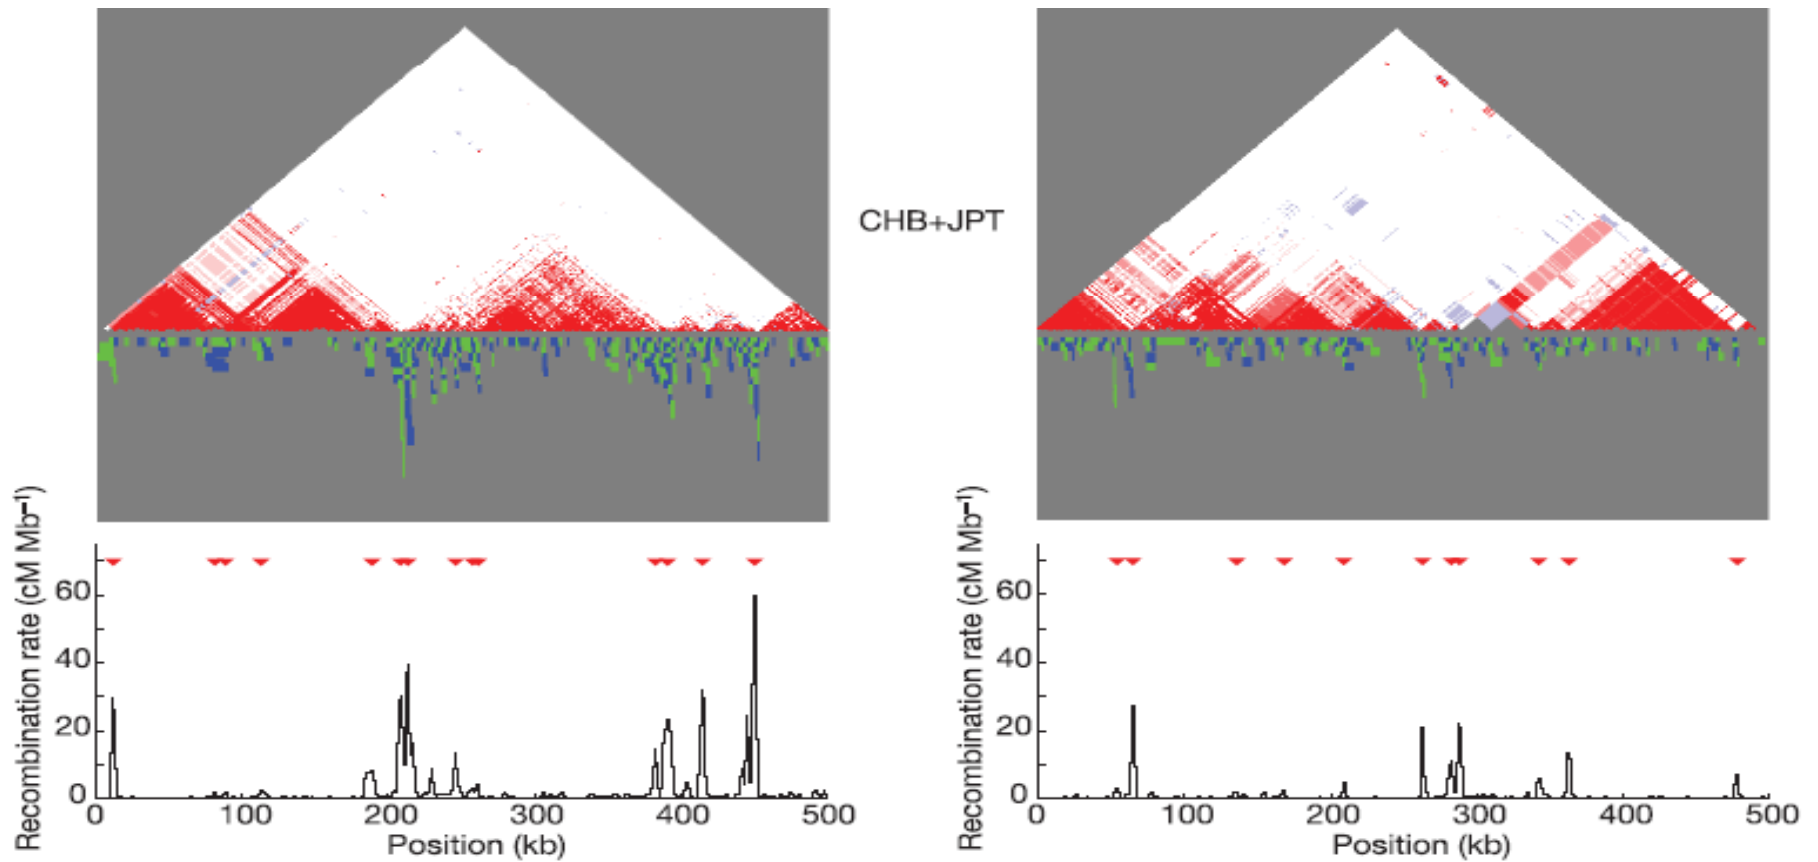 CHB+JPT
Recombination rate (cM Mb⁻¹)
60
40
20
0
0 100 200 300 400 500
Position (kb)
Recombination rate (cM Mb⁻¹)
60
40
20
0
0 100 200 300 400 500
Position (kb)